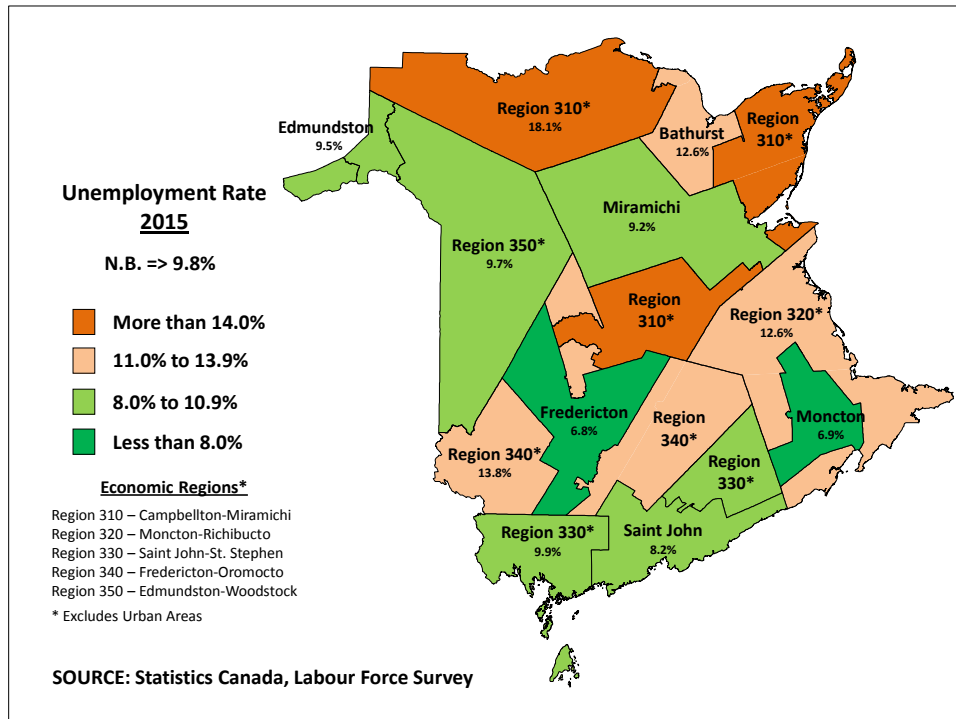 Unemployment Rate
2015
N.B. => 9.8%
More than 14.0%
11.0% to 13.9%
8.0% to 10.9%
Less than 8.0%
Economic Regions*
Region 310 – Campbellton-Miramichi
Region 320 – Moncton-Richibucto
Region 330 – Saint John-St. Stephen
Region 340 – Fredericton-Oromocto
Region 350 – Edmundston-Woodstock
* Excludes Urban Areas
SOURCE: Statistics Canada, Labour Force Survey
Region 310*
18.1%
Edmundston
9.5%
Bathurst
12.6%
Region
310*
Miramichi
9.2%
Region 350*
9.7%
Region
310*
Region 320*
12.6%
Fredericton
6.8%
Region
340*
Moncton
6.9%
Region 340*
13.8%
Region
330*
Region 330*
9.9%
Saint John
8.2%